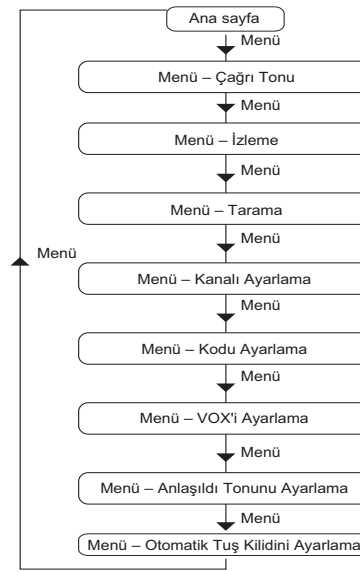 Ana sayfa
Menü
Menü – Çağrı Tonu
Menü
Menü – İzleme
Menü
Menü – Tarama
Menü
Menü
Menü – Kanalı Ayarlama
Menü
Menü – Kodu Ayarlama
Menü
Menü – VOX'i Ayarlama
Menü
Menü – Anlaşıldı Tonunu Ayarlama
Menü
Menü – Otomatik Tuş Kilidini Ayarlama